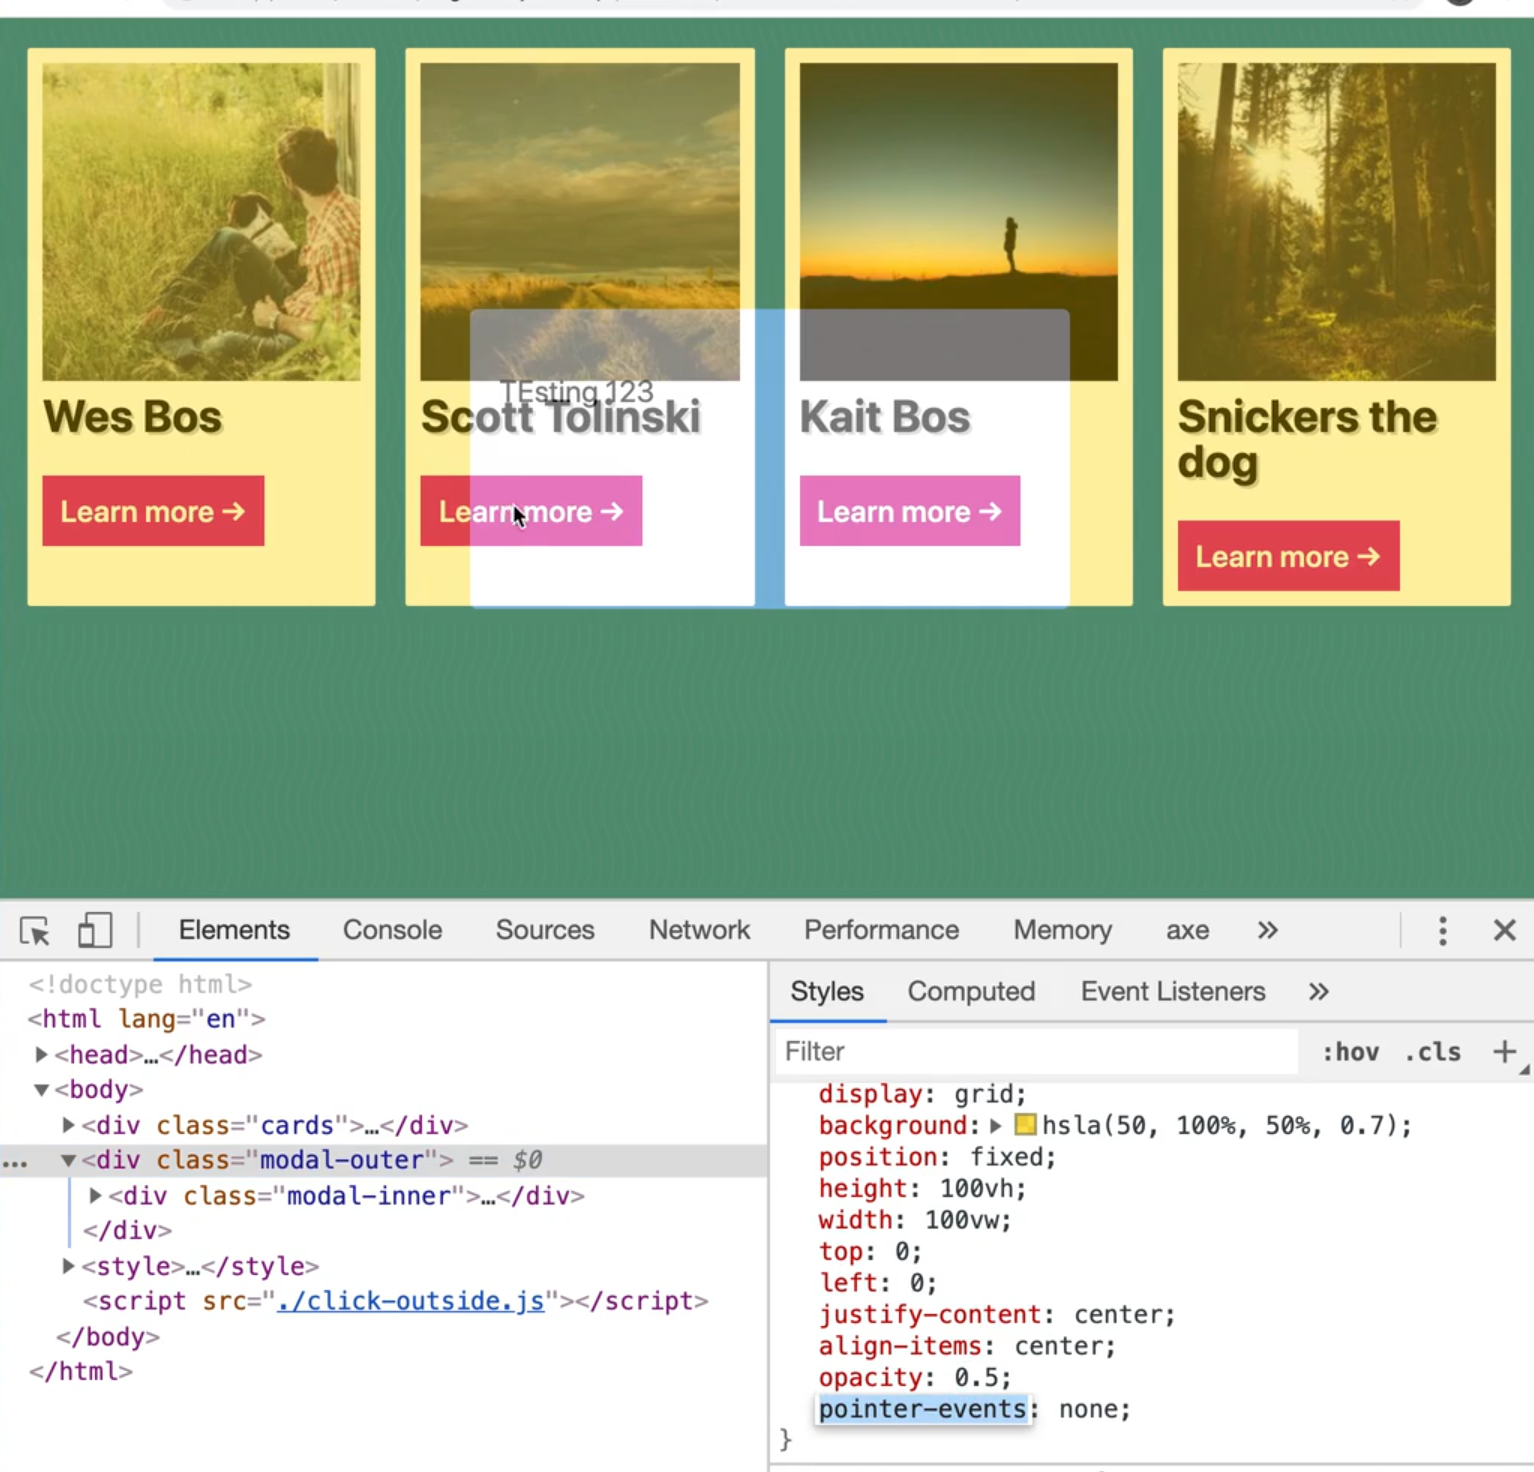 TEsting 123
Wes Bos
Scott Tolinski
Kait Bos
Snickers the
dog
Learn more →
Learn more →
Learn more →
Learn more →
Elements Console Sources Network Performance Memory axe »
<!doctype html>
<html lang="en">
▶<head>…</head>
▼<body>
▶<div class="cards">…</div>
… ▼<div class="modal-outer"> == $0
▶<div class="modal-inner">…</div>
</div>
▶<style>…</style>
<script src="./click-outside.js"></script>
</body>
</html>
Styles Computed Event Listeners »
Filter :hov .cls +
display: grid;
background: ▶ hsla(50, 100%, 50%, 0.7);
position: fixed;
height: 100vh;
width: 100vw;
top: 0;
left: 0;
justify-content: center;
align-items: center;
opacity: 0.5;
pointer-events: none;
}